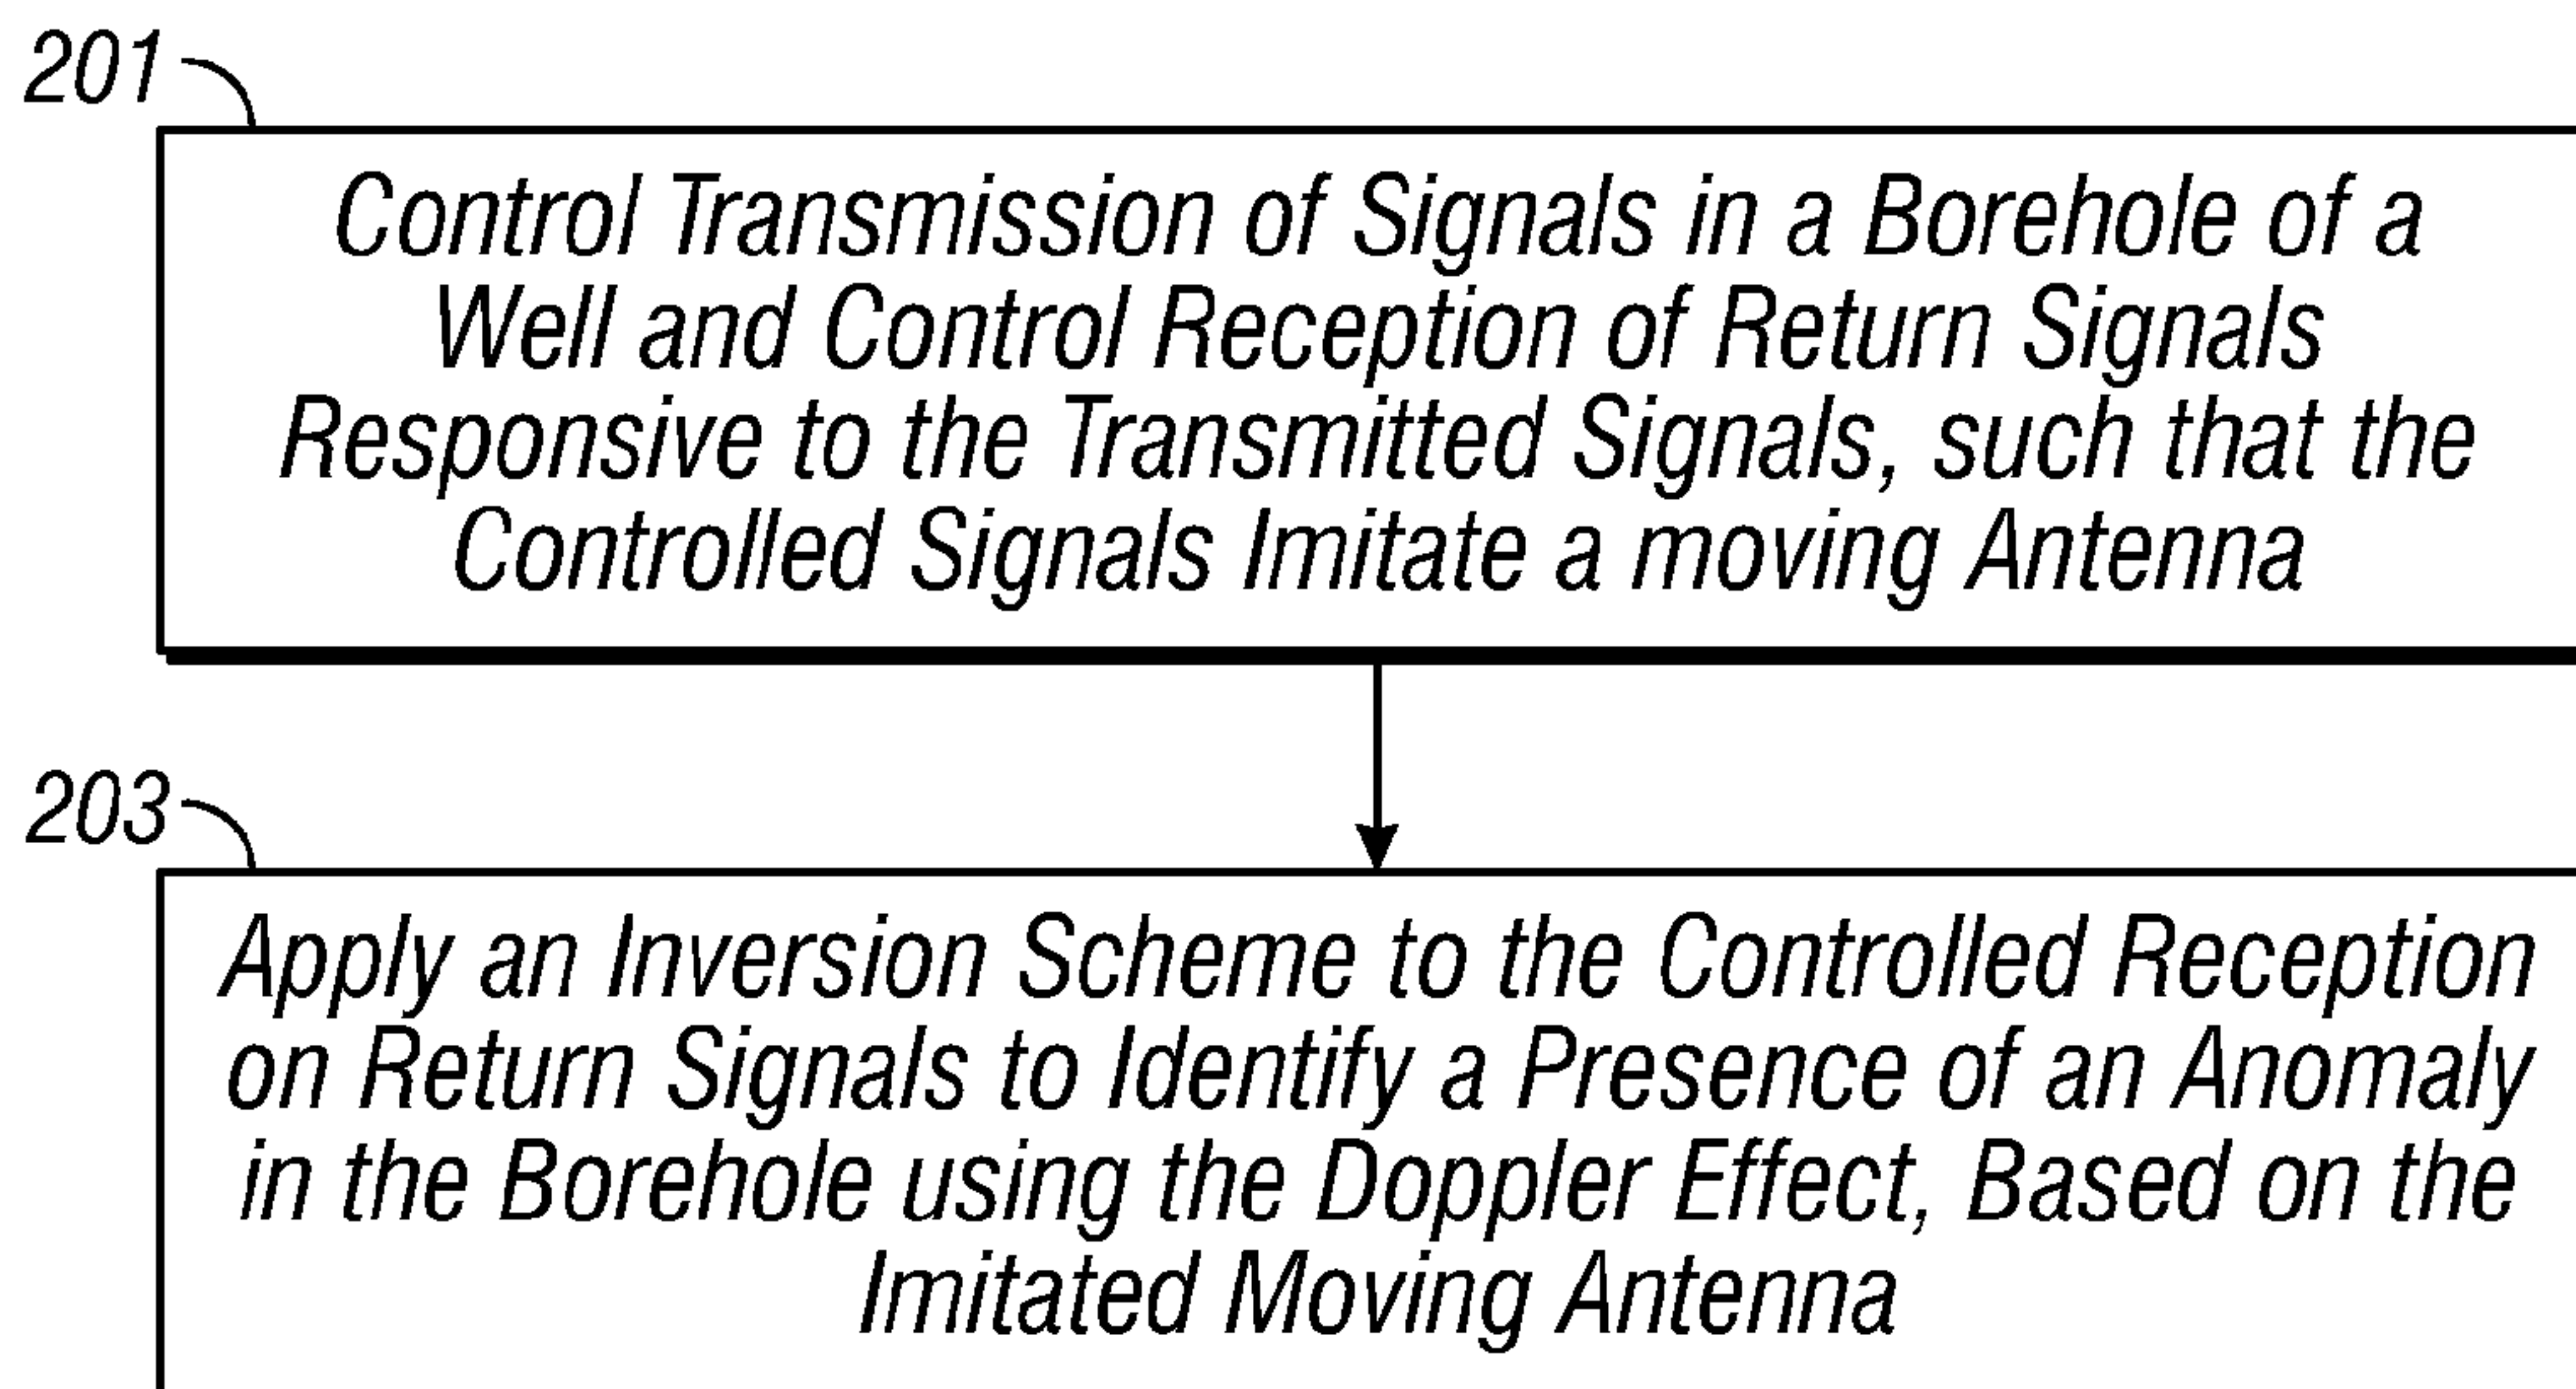 201
Control Transmission of Signals in a Borehole of a
Well and Control Reception of Return Signals
Responsive to the Transmitted Signals, such that the
Controlled Signals Imitate a moving Antenna
203
Apply an Inversion Scheme to the Controlled Reception
on Return Signals to Identify a Presence of an Anomaly
in the Borehole using the Doppler Effect, Based on the
Imitated Moving Antenna